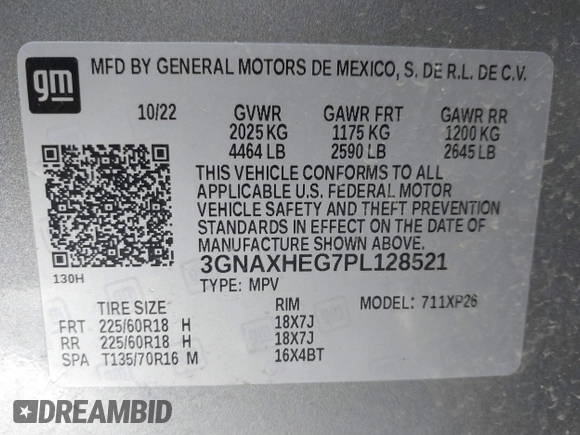 gm
MFD BY GENERAL MOTORS DE MEXICO, S. DE R.L. DE C.V.
10/22 GVWR GAWR FRT GAWR RR
2025 KG 1175 KG 1200 KG
4464 LB 2590 LB 2645 LB
THIS VEHICLE CONFORMS TO ALL
APPLICABLE U.S. FEDERAL MOTOR
VEHICLE SAFETY AND THEFT PREVENTION
STANDARDS IN EFFECT ON THE DATE OF
MANUFACTURE SHOWN ABOVE.
130H 3GNAXHEG7PL128521
TYPE: MPV MODEL: 711XP26
TIRE SIZE RIM
FRT 225/60R18 H 18X7J
RR 225/60R18 H 18X7J
SPA T135/70R16 M 16X4BT
DREAMBID